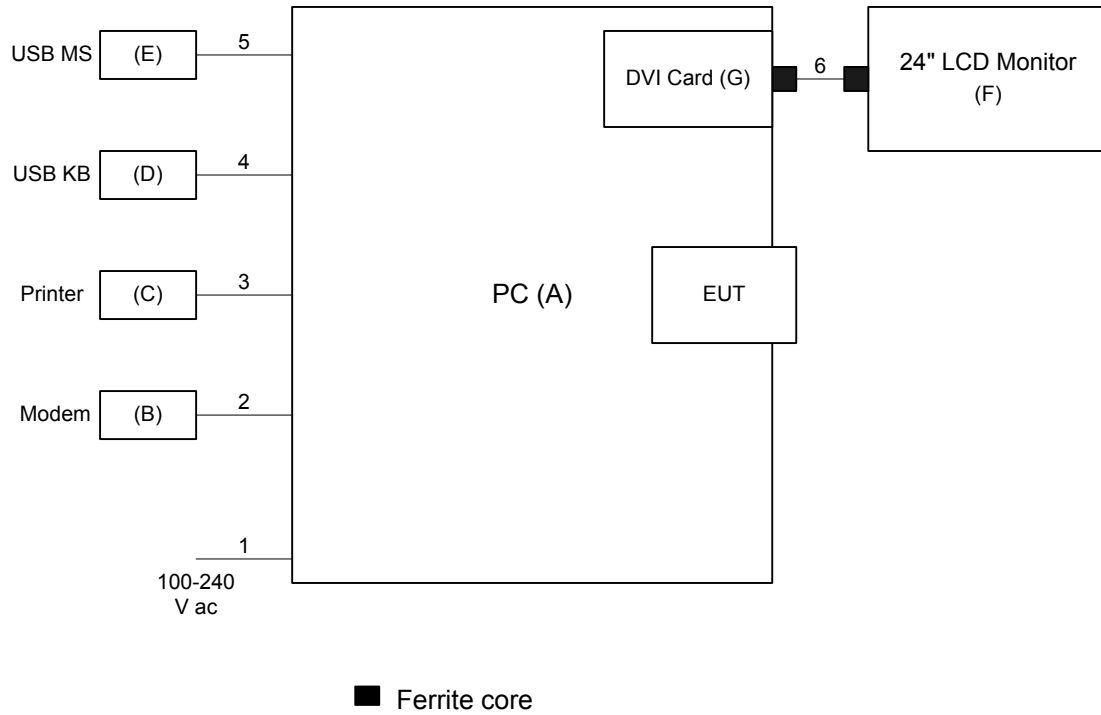 USB MS
(E)
5
DVI Card (G)
6
24" LCD Monitor
(F)
USB KB
(D)
4
Printer
(C)
3
PC (A)
EUT
Modem
(B)
2
1
100-240
V ac
Ferrite core